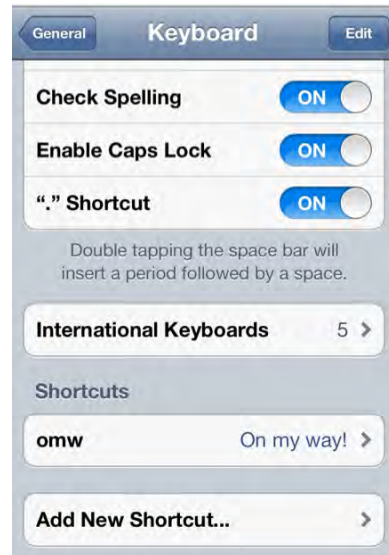 General Keyboard Edit
Check Spelling ON
Enable Caps Lock ON
“.” Shortcut ON
Double tapping the space bar will
insert a period followed by a space.
International Keyboards 5
Shortcuts
omw On my way!
Add New Shortcut...